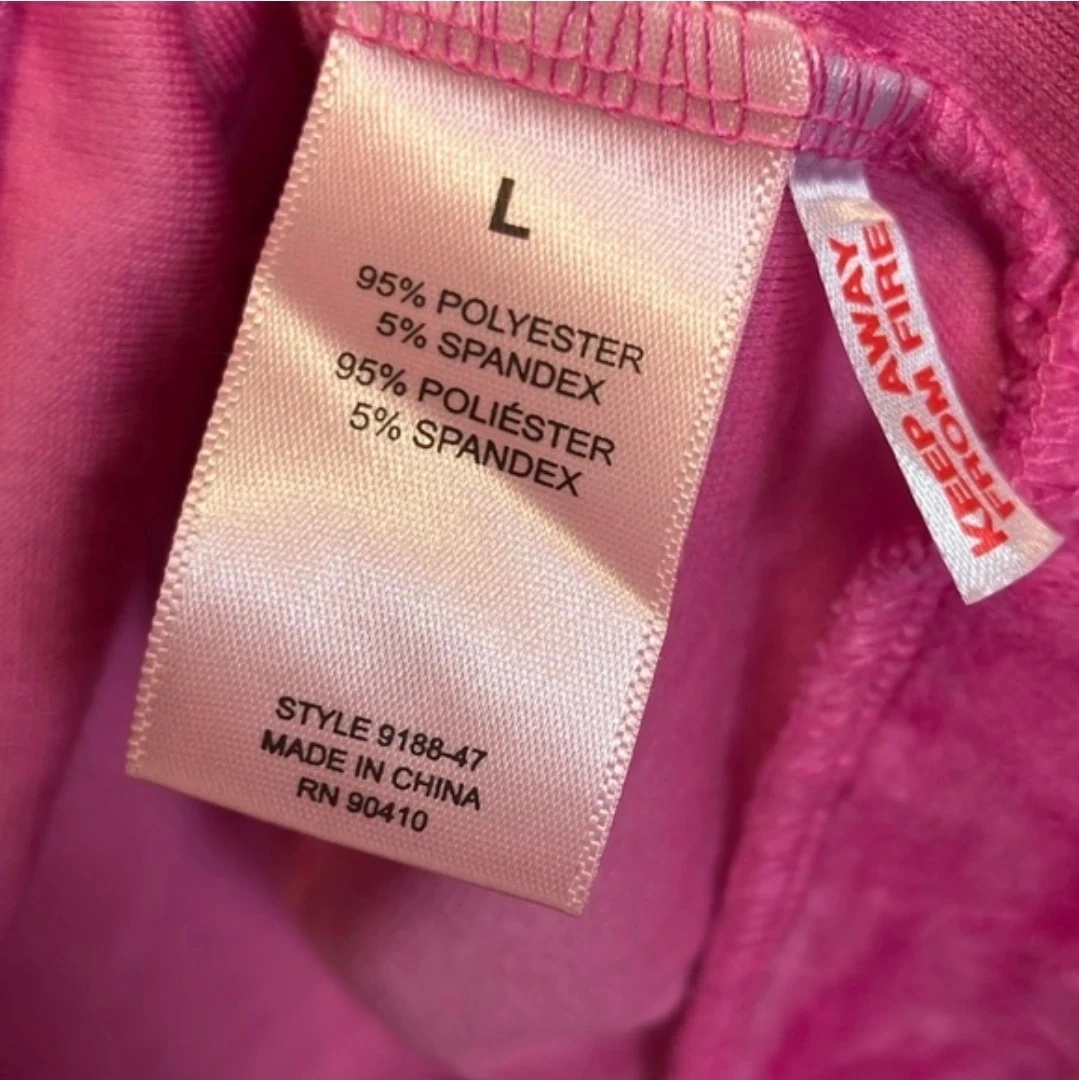 L
95% POLYESTER
5% SPANDEX
95% POLIÉSTER
5% SPANDEX
STYLE 9188-47
MADE IN CHINA
RN 90410
KEEP AWAY
FROM FIRE